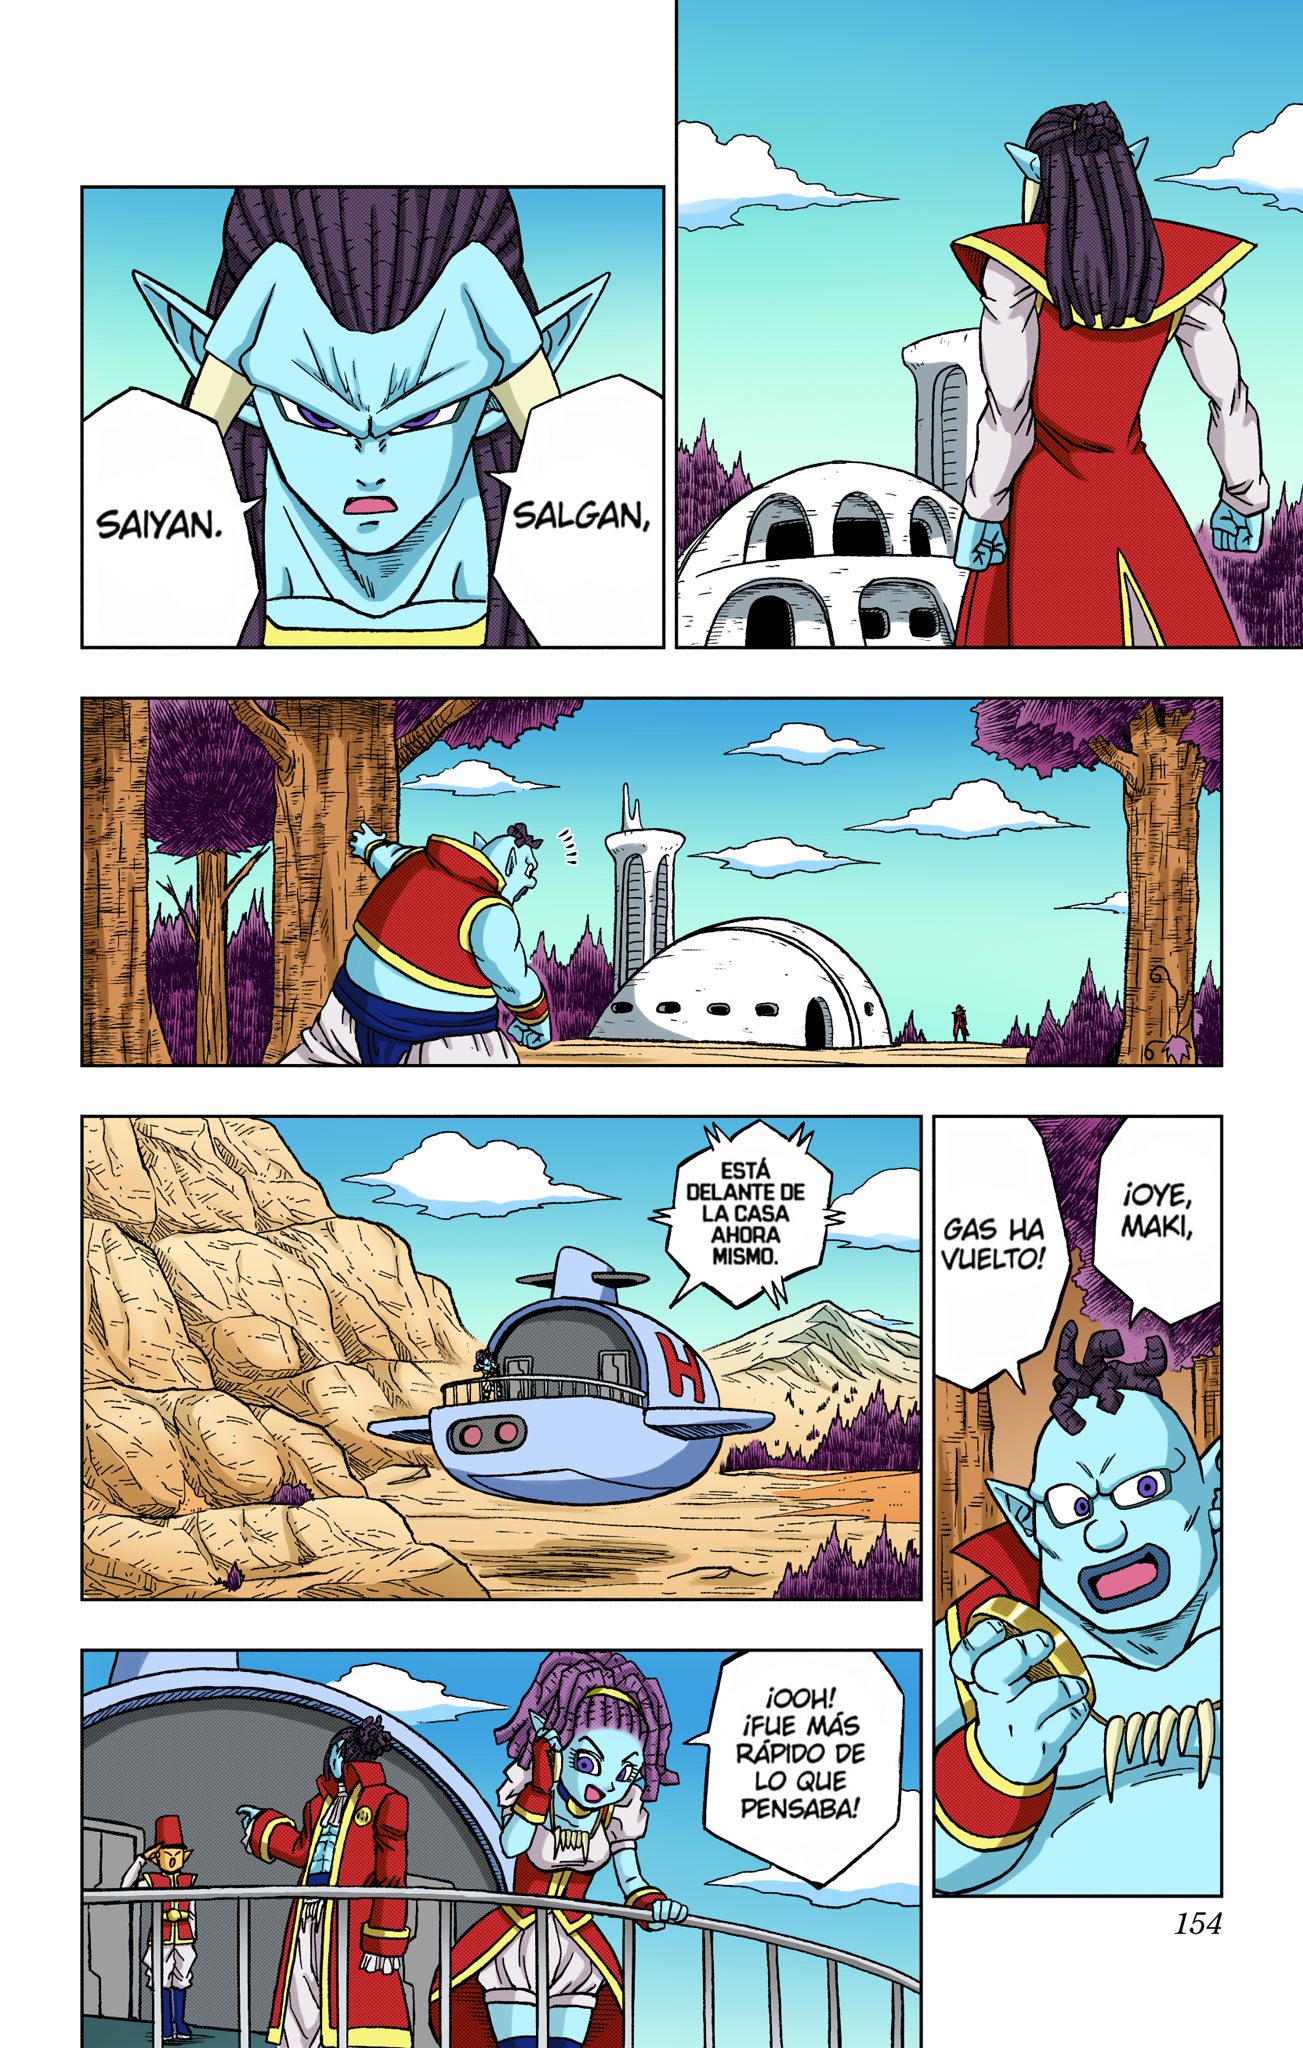 SALGAN,
SAIYAN.
¡OYE,
MAKI,
GAS HA
VUELTO!
ESTÁ
DELANTE DE
LA CASA
AHORA
MISMO.
H
¡OOH!
¡FUE MÁS
RÁPIDO DE
LO QUE
PENSABA!
154